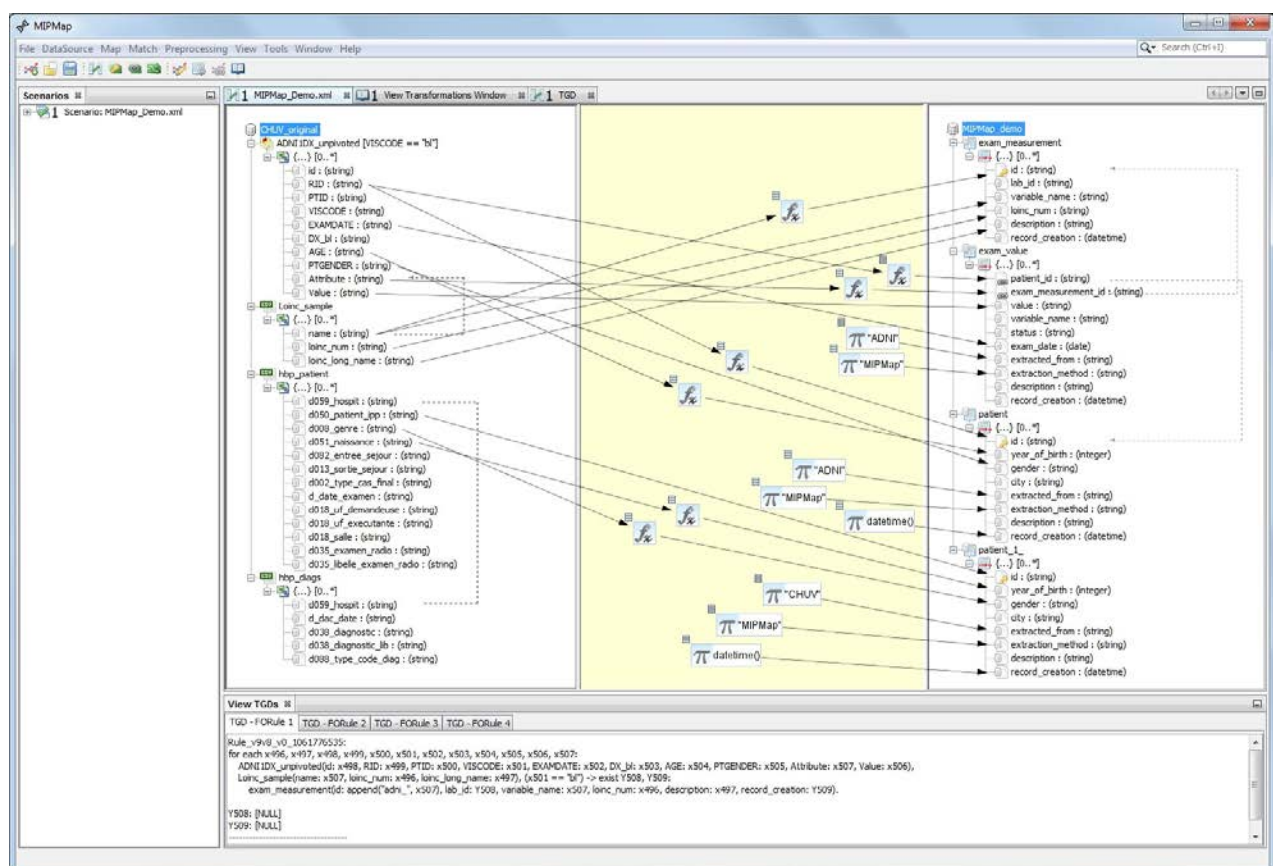 MIPMap
File DataSource Map Match Preprocessing View Tools Window Help
Search (Ctrl+I)
Scenarios
1 Scenario: MIPMap_Demo.xml
1 MIPMap_Demo.xml
1 View Transformations Window
1 TGD
CHUV_original
ADNI1DX_unpivoted [VISCODE == "bl"]
{...} [0..*]
id : (string)
RID : (string)
PTID : (string)
VISCODE : (string)
EXAMDATE : (string)
DX_bl : (string)
AGE : (string)
PTGENDER : (string)
Attribute : (string)
Value : (string)
Loinc_sample
{...} [0..*]
name : (string)
loinc_num : (string)
loinc_long_name : (string)
hbp_patient
{...} [0..*]
d059_hospit : (string)
d050_patient_ipp : (string)
d008_genre : (string)
d051_naissance : (string)
d082_entree_sejour : (string)
d013_sortie_sejour : (string)
d002_type_cas_final : (string)
d_date_examen : (string)
d018_uf_demandeuse : (string)
d018_uf_executante : (string)
d018_salle : (string)
d035_examen_radio : (string)
d035_libelle_examen_radio : (string)
hbp_diags
{...} [0..*]
d059_hospit : (string)
d_dac_date : (string)
d038_diagnostic : (string)
d038_diagnostic_lib : (string)
d088_type_code_diag : (string)
fx
fx
fx
π "ADNI"
π "MIPMap"
fx
fx
π "ADNI"
π "MIPMap"
π datetime()
fx
fx
π "CHUV"
π "MIPMap"
π datetime()
MIPMap_demo
exam_measurement
{...} [0..*]
id : (string)
lab_id : (string)
variable_name : (string)
loinc_num : (string)
description : (string)
record_creation : (datetime)
exam_value
{...} [0..*]
patient_id : (string)
exam_measurement_id : (string)
value : (string)
variable_name : (string)
status : (string)
exam_date : (date)
extracted_from : (string)
extraction_method : (string)
description : (string)
record_creation : (datetime)
patient
{...} [0..*]
id : (string)
year_of_birth : (integer)
gender : (string)
city : (string)
extracted_from : (string)
extraction_method : (string)
description : (string)
record_creation : (datetime)
patient_1_
{...} [0..*]
id : (string)
year_of_birth : (integer)
gender : (string)
city : (string)
extracted_from : (string)
extraction_method : (string)
description : (string)
record_creation : (datetime)
View TGDs
TGD - FORule 1 TGD - FORule 2 TGD - FORule 3 TGD - FORule 4
Rule_v9v8_v0_1061776535:
for each x496, x497, x498, x499, x500, x501, x502, x503, x504, x505, x506, x507:
ADNI1DX_unpivoted(id: x498, RID: x499, PTID: x500, VISCODE: x501, EXAMDATE: x502, DX_bl: x503, AGE: x504, PTGENDER: x505, Attribute: x507, Value: x506),
Loinc_sample(name: x507, loinc_num: x496, loinc_long_name: x497), (x501 == "bl") -> exist Y508, Y509:
exam_measurement(id: append("adni_", x507), lab_id: Y508, variable_name: x507, loinc_num: x496, description: x497, record_creation: Y509).
Y508: [NULL]
Y509: [NULL]